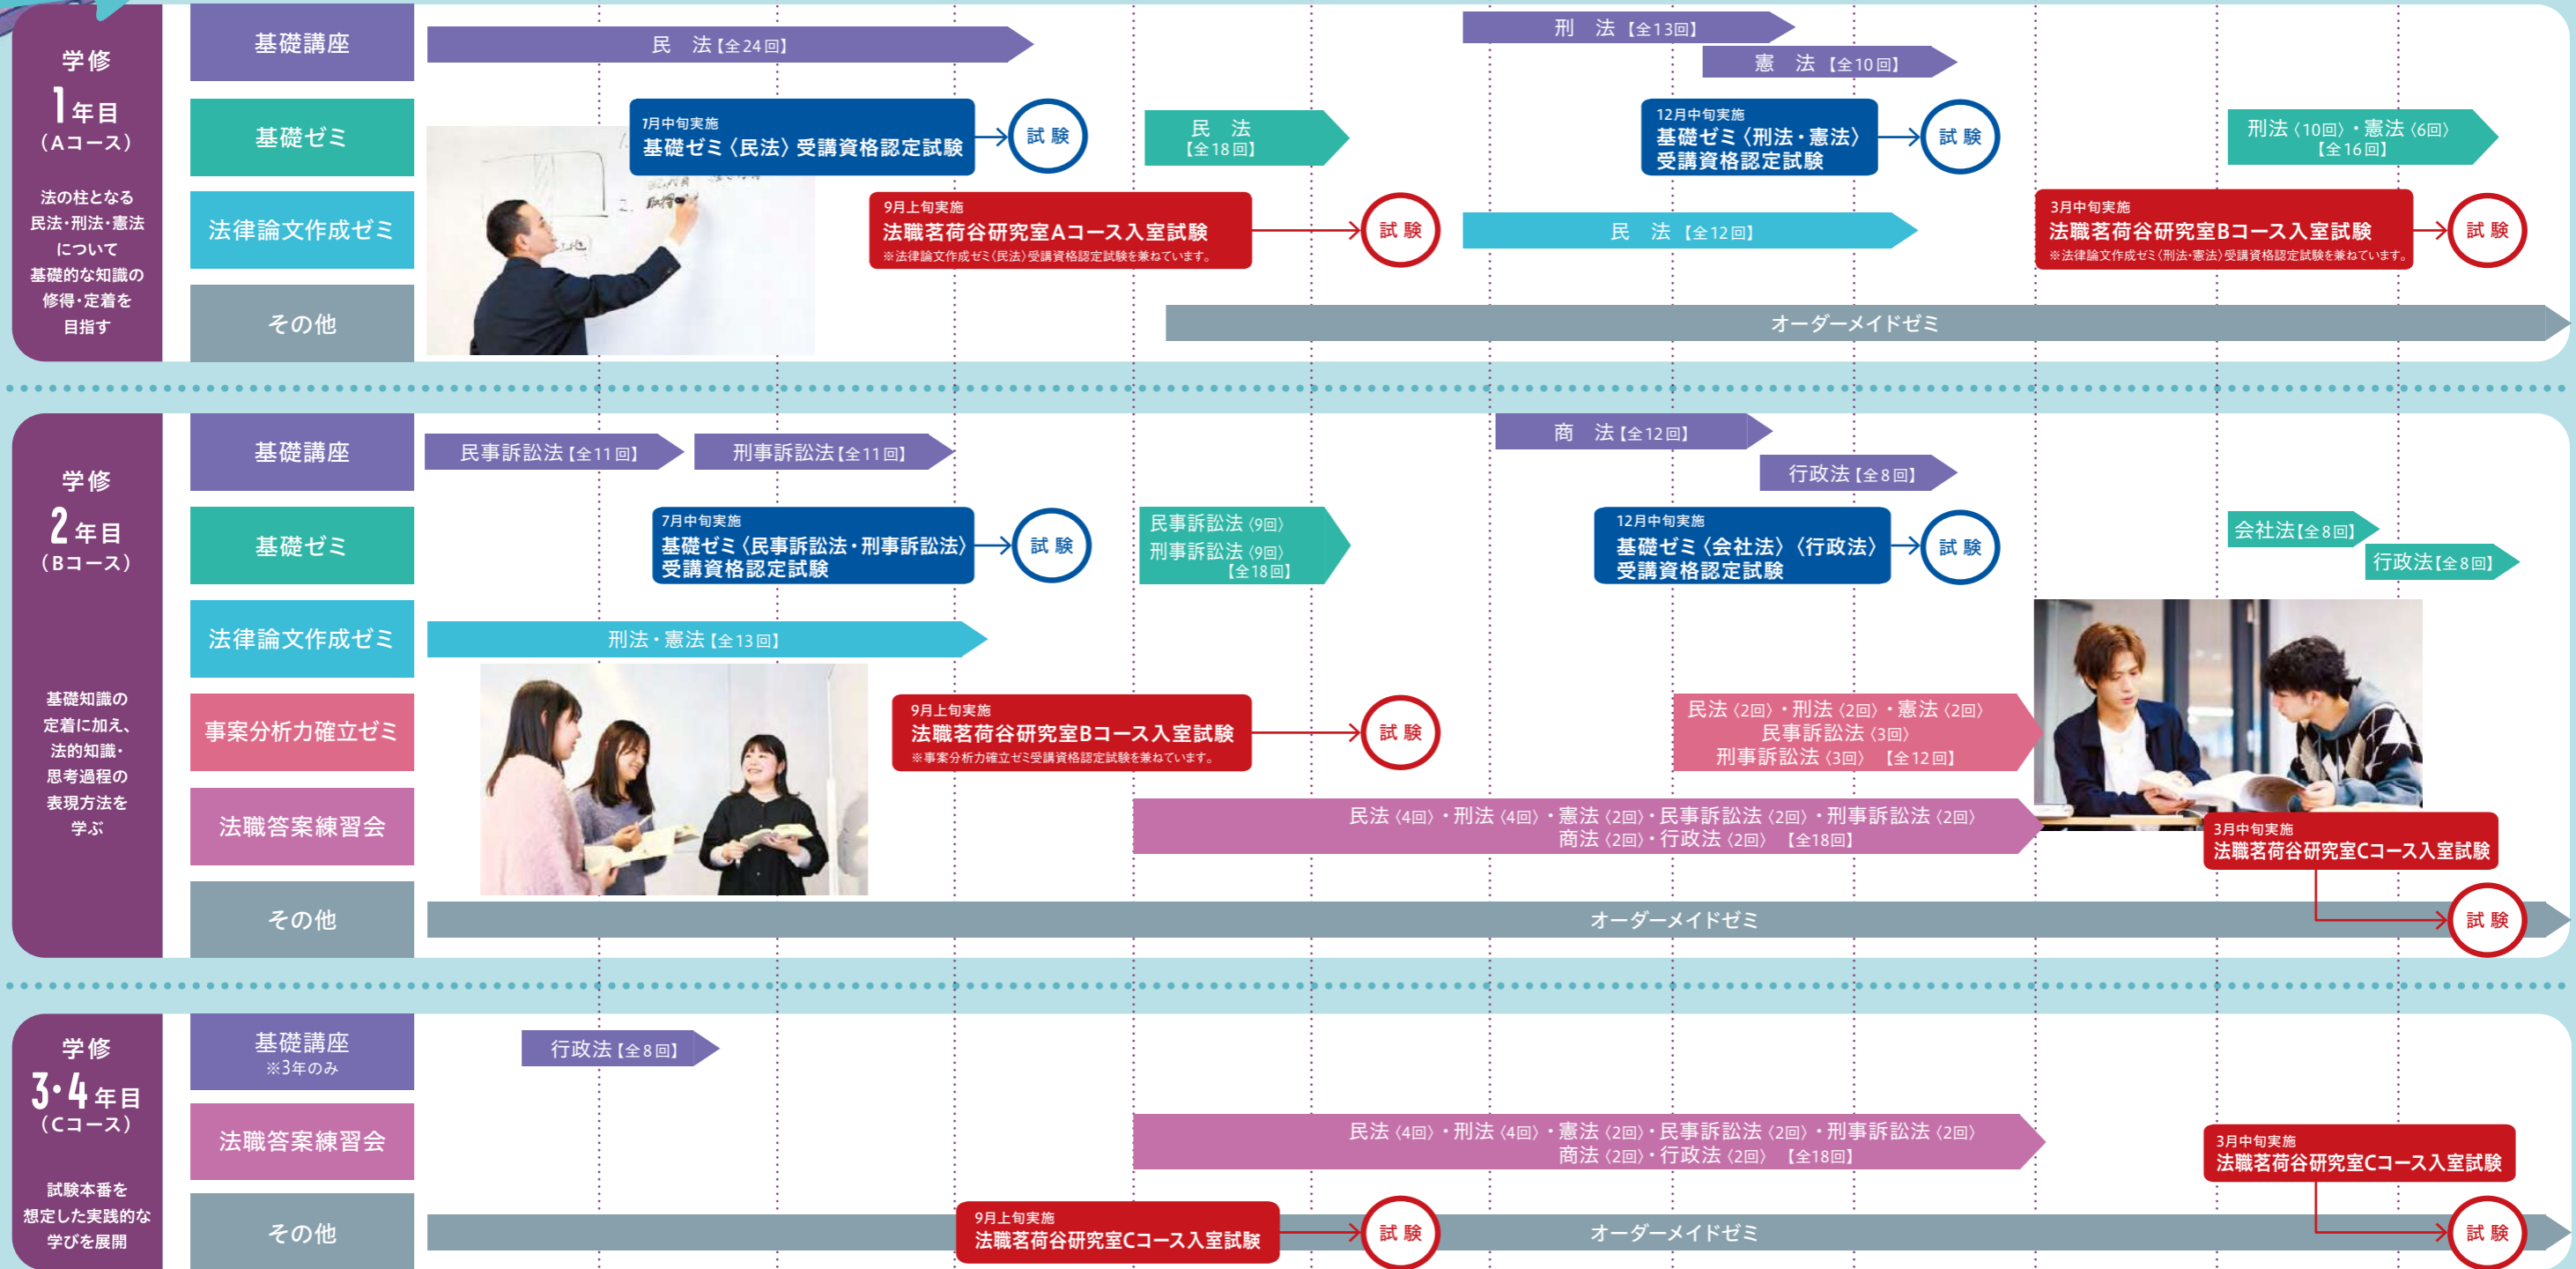 学修
1年目
（Aコース）
法の柱となる
民法・刑法・憲法
について
基礎的な知識の
修得・定着を
目指す
基礎講座
民　法【全24回】
刑　法【全13回】
憲　法【全10回】
基礎ゼミ
7月中旬実施
基礎ゼミ〈民法〉受講資格認定試験
試験
民　法
【全18回】
12月中旬実施
基礎ゼミ〈刑法・憲法〉
受講資格認定試験
試験
刑法〈10回〉・憲法〈6回〉
【全16回】
法律論文作成ゼミ
9月上旬実施
法職茗荷谷研究室Aコース入室試験
※法律論文作成ゼミ〈民法〉受講資格認定試験を兼ねています。
試験
民　法【全12回】
3月中旬実施
法職茗荷谷研究室Bコース入室試験
※法律論文作成ゼミ〈刑法・憲法〉受講資格認定試験を兼ねています。
試験
その他
オーダーメイドゼミ
学修
2年目
（Bコース）
基礎知識の
定着に加え、
法的知識・
思考過程の
表現方法を
学ぶ
基礎講座
民事訴訟法【全11回】
刑事訴訟法【全11回】
商　法【全12回】
行政法【全8回】
基礎ゼミ
7月中旬実施
基礎ゼミ〈民事訴訟法・刑事訴訟法〉
受講資格認定試験
試験
民事訴訟法〈9回〉
刑事訴訟法〈9回〉
【全18回】
12月中旬実施
基礎ゼミ〈会社法〉〈行政法〉
受講資格認定試験
試験
会社法【全8回】
行政法【全8回】
法律論文作成ゼミ
刑法・憲法【全13回】
事案分析力確立ゼミ
9月上旬実施
法職茗荷谷研究室Bコース入室試験
※事案分析力確立ゼミ受講資格認定試験を兼ねています。
試験
民法〈2回〉・刑法〈2回〉・憲法〈2回〉
民事訴訟法〈3回〉
刑事訴訟法〈3回〉【全12回】
法職答案練習会
民法〈4回〉・刑法〈4回〉・憲法〈2回〉・民事訴訟法〈2回〉・刑事訴訟法〈2回〉
商法〈2回〉・行政法〈2回〉【全18回】
3月中旬実施
法職茗荷谷研究室Cコース入室試験
試験
その他
オーダーメイドゼミ
学修
3・4年目
（Cコース）
試験本番を
想定した実践的な
学びを展開
基礎講座
※3年のみ
行政法【全8回】
法職答案練習会
民法〈4回〉・刑法〈4回〉・憲法〈2回〉・民事訴訟法〈2回〉・刑事訴訟法〈2回〉
商法〈2回〉・行政法〈2回〉【全18回】
3月中旬実施
法職茗荷谷研究室Cコース入室試験
試験
その他
9月上旬実施
法職茗荷谷研究室Cコース入室試験
試験
オーダーメイドゼミ